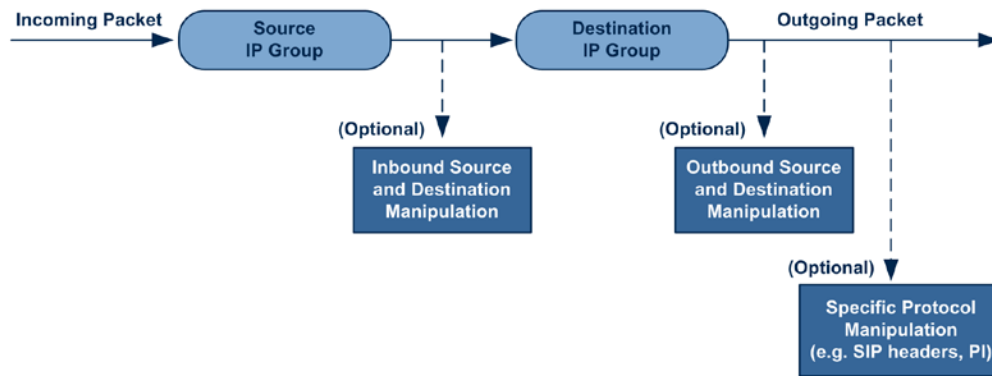 Incoming Packet
Source
IP Group
Destination
IP Group
Outgoing Packet
(Optional)
Inbound Source
and Destination
Manipulation
(Optional)
Outbound Source
and Destination
Manipulation
(Optional)
Specific Protocol
Manipulation
(e.g. SIP headers, PI)